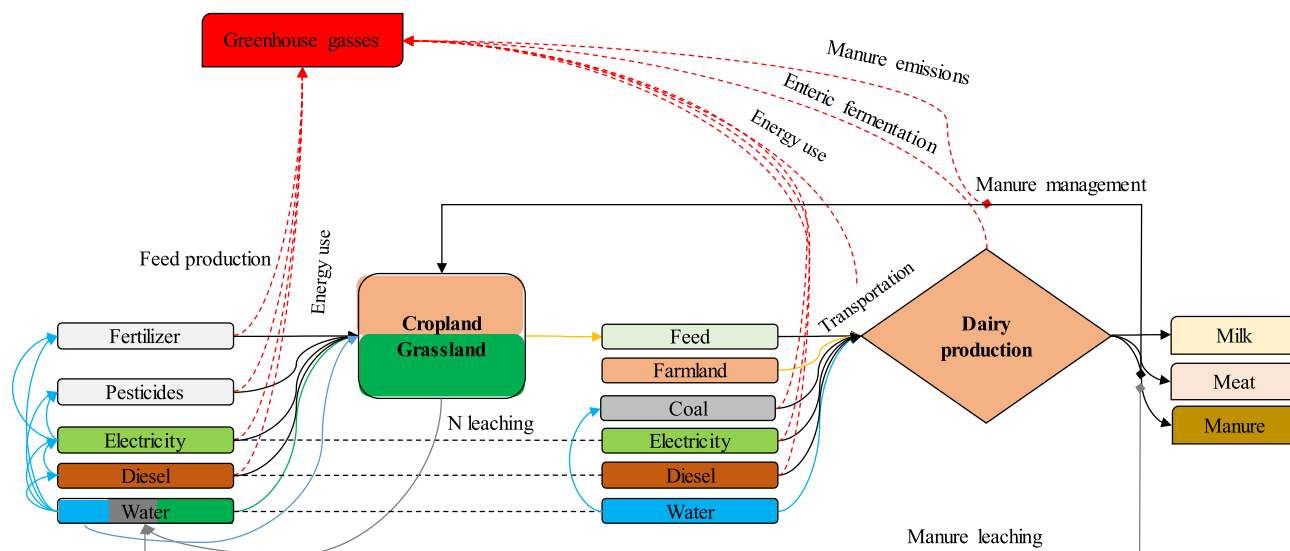 Greenhouse gasses
Manure emissions
Enteric fermentation
Energy use
Manure management
Feed production
Energy use
Transportation
Fertilizer
Pesticides
Electricity
Diesel
Water
Cropland
Grassland
N leaching
Feed
Farmland
Coal
Electricity
Diesel
Water
Dairy
production
Milk
Meat
Manure
Manure leaching